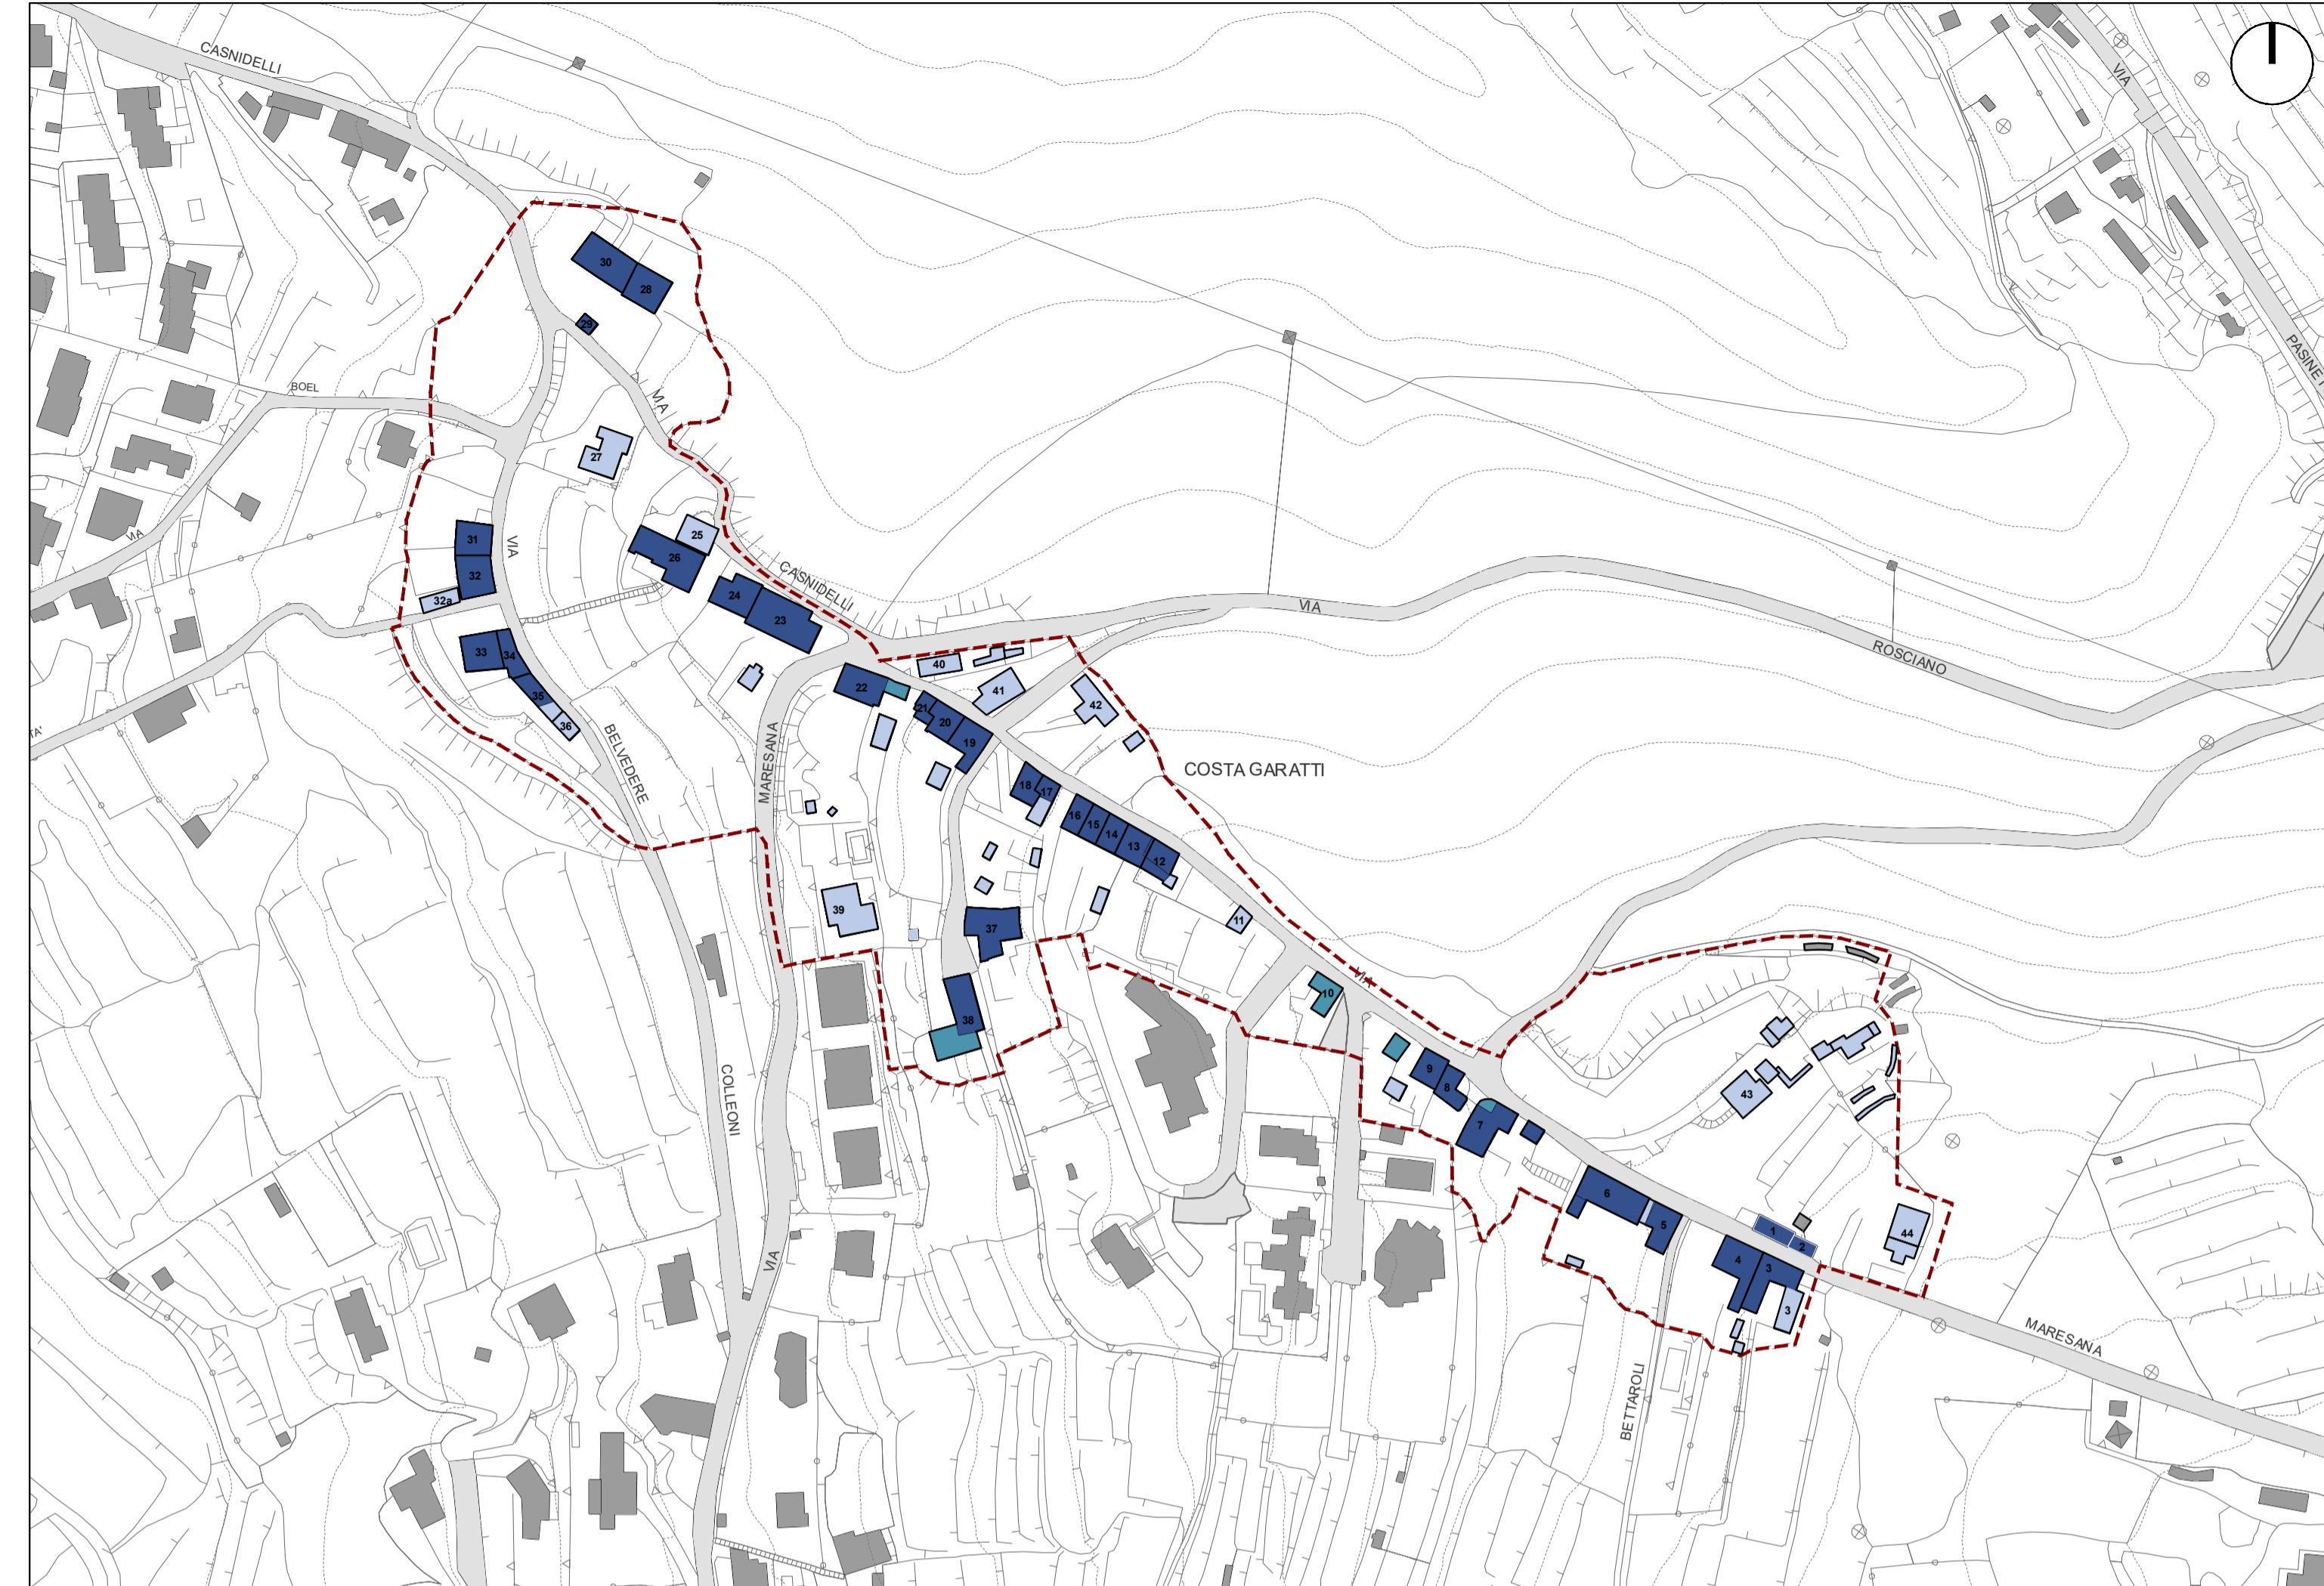 CASNIDELLI
VIA
PASINE
30
28
29
BOEL
VIA
27
VIA
31
VIA
25
26
32
32a
CASNIDELLI
24
23
VIA
ROSCIANO
33
34
35
36
40
22
41
42
21
20
19
TA'
BELVEDERE
MARESANA
COSTA GARATTI
18
17
16
15
14
13
12
39
11
37
VIA
10
38
9
8
7
43
COLLEONI
6
5
1
2
44
4
3
3
VIA
MARESANA
BETTAROLI